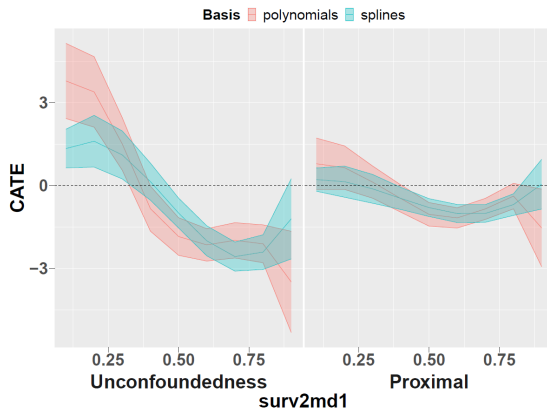 Basis polynomials splines
CATE
3
0
−3
0.25 0.50 0.75 0.25 0.50 0.75
Unconfoundedness Proximal
surv2md1